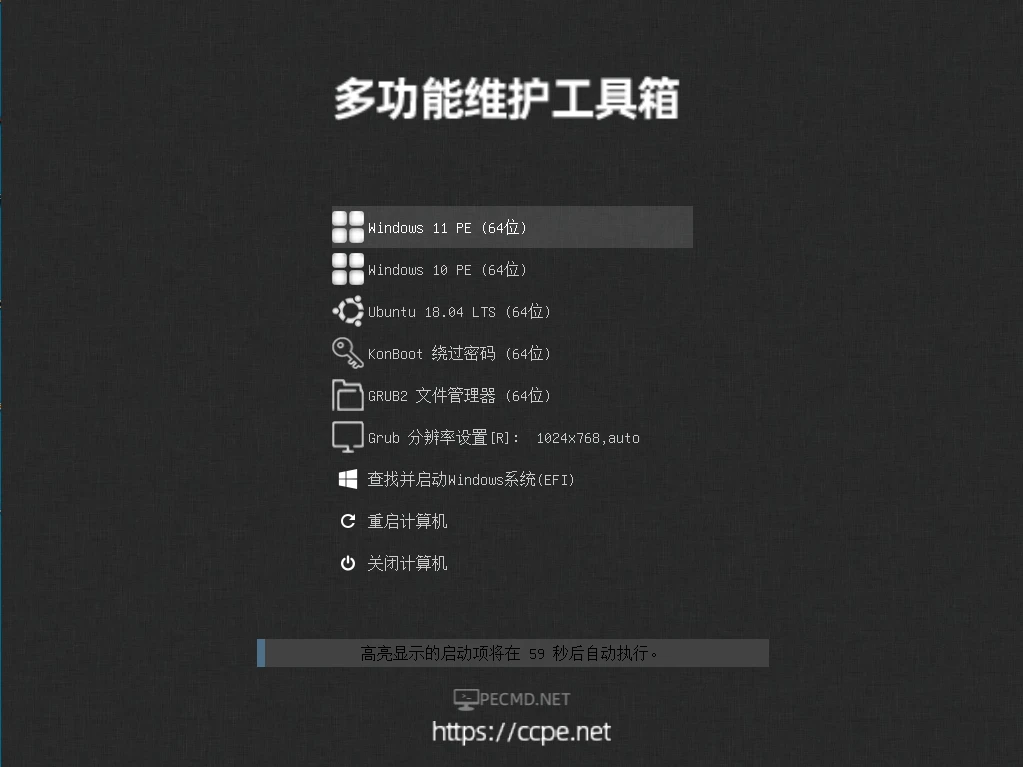 多功能维护工具箱
Windows 11 PE (64位)
Windows 10 PE (64位)
Ubuntu 18.04 LTS (64位)
KonBoot 绕过密码 (64位)
GRUB2 文件管理器 (64位)
Grub 分辨率设置[R]: 1024x768,auto
查找并启动Windows系统(EFI)
重启计算机
关闭计算机
高亮显示的启动项将在 59 秒后自动执行。
PECMD.NET
https://ccpe.net